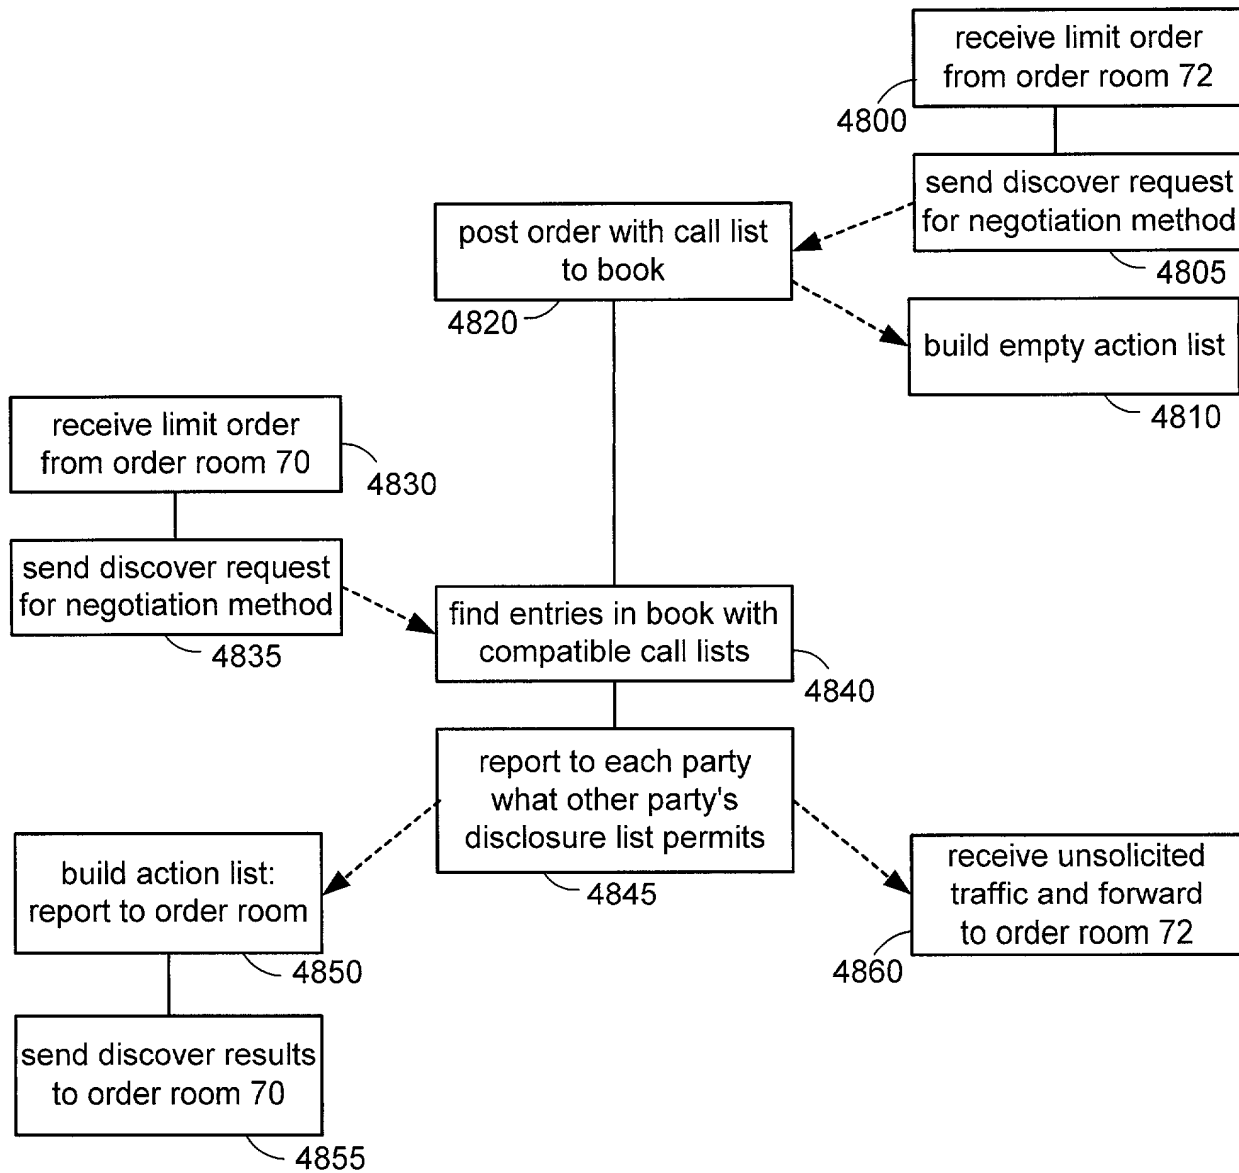 receive limit order
from order room 72
4800
send discover request
for negotiation method
4805
post order with call list
to book
4820
build empty action list
4810
receive limit order
from order room 70
4830
send discover request
for negotiation method
4835
find entries in book with
compatible call lists
4840
report to each party
what other party's
disclosure list permits
4845
build action list:
report to order room
4850
receive unsolicited
traffic and forward
to order room 72
4860
send discover results
to order room 70
4855